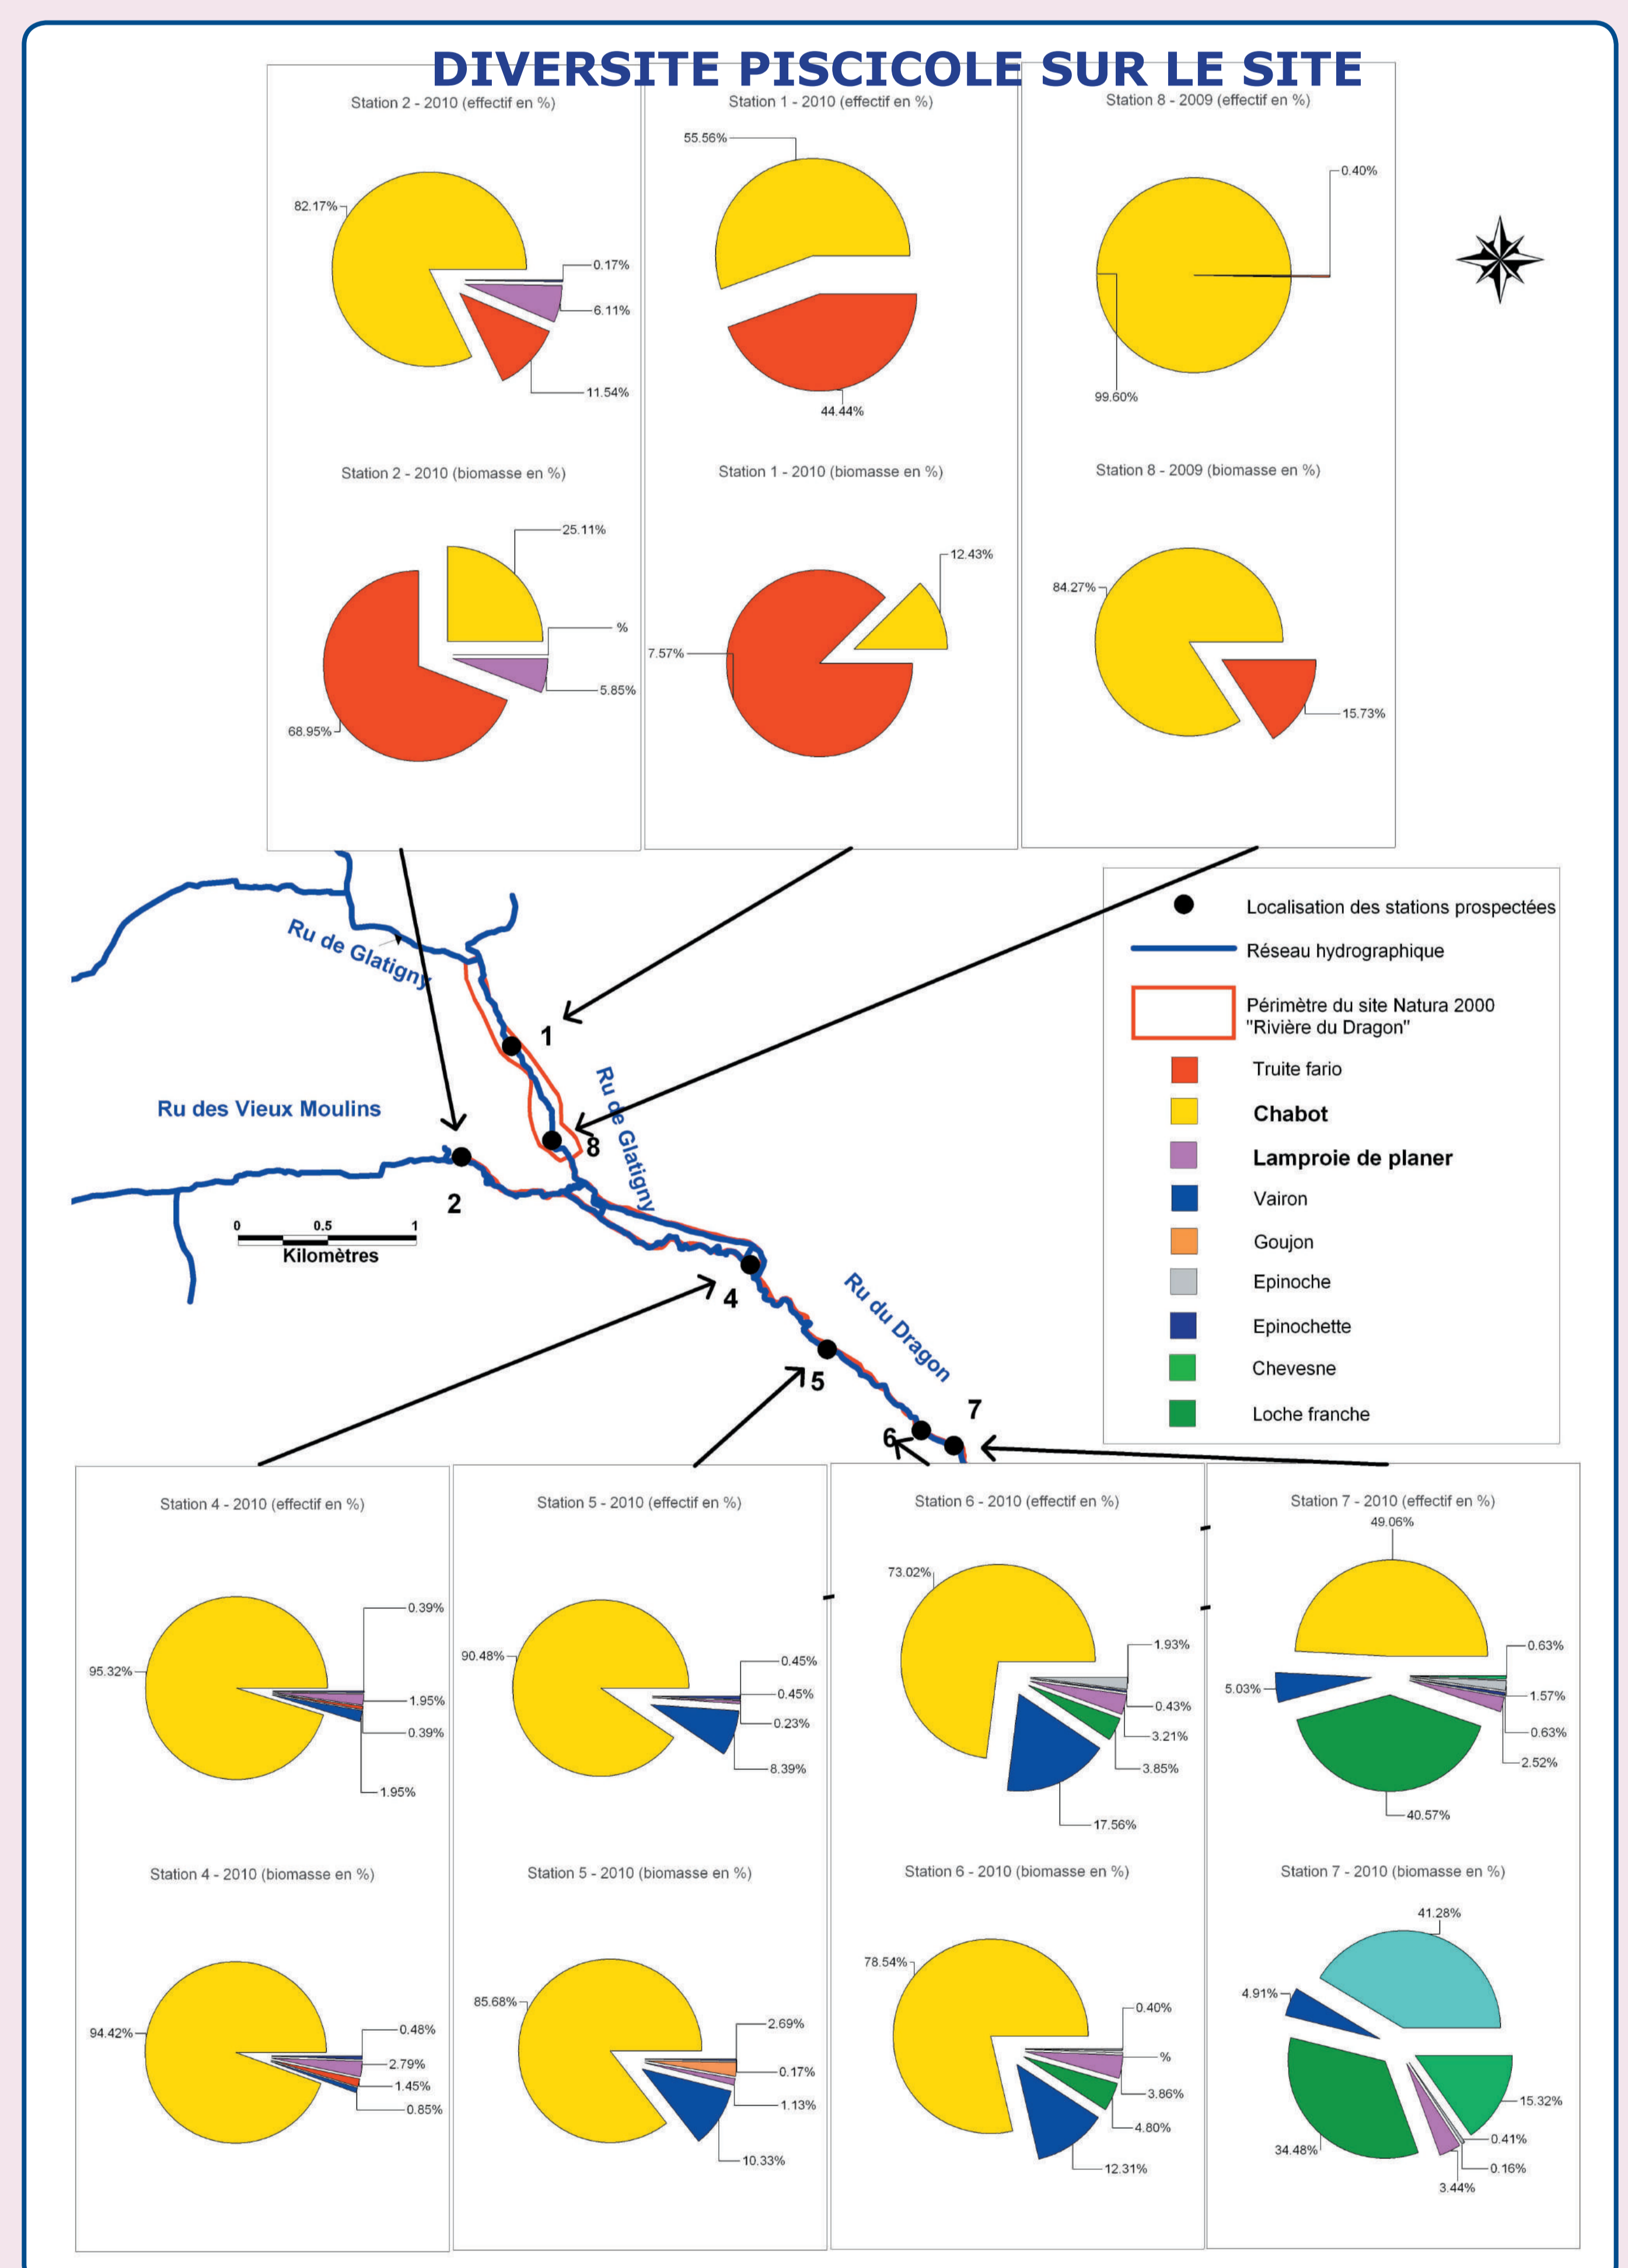 DIVERSITE PISCICOLE SUR LE SITE
Station 2 - 2010 (effectif en %)
82.17%
0.17%
6.11%
11.54%
Station 2 - 2010 (biomasse en %)
25.11%
%
5.85%
68.95%
Station 1 - 2010 (effectif en %)
55.56%
44.44%
Station 1 - 2010 (biomasse en %)
12.43%
7.57%
Station 8 - 2009 (effectif en %)
0.40%
99.60%
Station 8 - 2009 (biomasse en %)
84.27%
15.73%
Ru de Glatigny
1
Ru de Glatigny
8
Ru des Vieux Moulins
2
0 0.5 1
Kilomètres
4
Ru du Dragon
5
6
7
Localisation des stations prospectées
Réseau hydrographique
Périmètre du site Natura 2000
"Rivière du Dragon"
Truite fario
Chabot
Lamproie de planer
Vairon
Goujon
Epinoche
Epinochette
Chevesne
Loche franche
Station 4 - 2010 (effectif en %)
0.39%
95.32%
1.95%
0.39%
1.95%
Station 4 - 2010 (biomasse en %)
94.42%
0.48%
2.79%
1.45%
0.85%
Station 5 - 2010 (effectif en %)
90.48%
0.45%
0.45%
0.23%
8.39%
Station 5 - 2010 (biomasse en %)
85.68%
2.69%
0.17%
1.13%
10.33%
Station 6 - 2010 (effectif en %)
73.02%
1.93%
0.43%
3.21%
3.85%
17.56%
Station 6 - 2010 (biomasse en %)
78.54%
0.40%
%
3.86%
4.80%
12.31%
Station 7 - 2010 (effectif en %)
49.06%
0.63%
5.03%
1.57%
0.63%
2.52%
40.57%
Station 7 - 2010 (biomasse en %)
41.28%
4.91%
15.32%
0.41%
34.48%
0.16%
3.44%